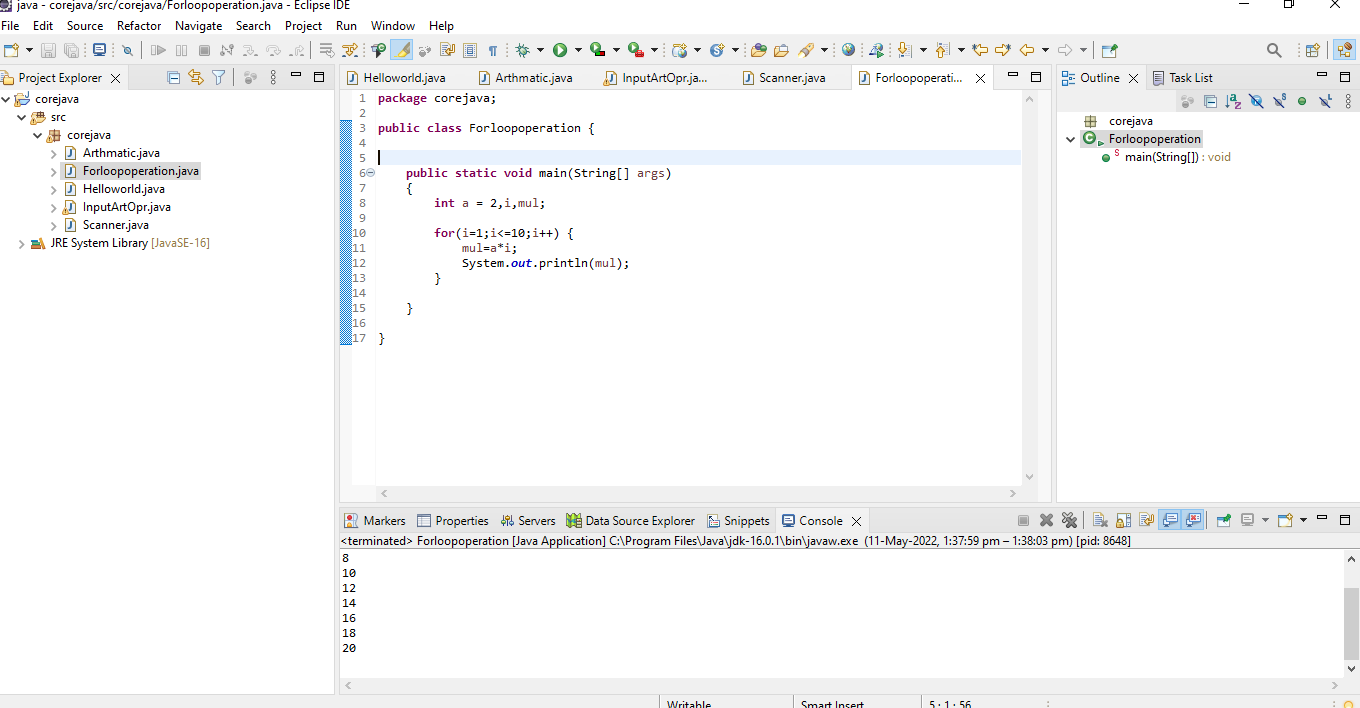 java - corejava/src/corejava/Forloopoperation.java - Eclipse IDE
File Edit Source Refactor Navigate Search Project Run Window Help
Project Explorer
corejava
src
corejava
Arthmatic.java
Forloopoperation.java
Helloworld.java
InputArtOpr.java
Scanner.java
JRE System Library [JavaSE-16]
Helloworld.java Arthmatic.java InputArtOpr.ja... Scanner.java Forloopoperati...
1 package corejava;
2
3 public class Forloopoperation {
4
5
6 public static void main(String[] args)
7 {
8 int a = 2,i,mul;
9
10 for(i=1;i<=10;i++) {
11 mul=a*i;
12 System.out.println(mul);
13 }
14
15 }
16
17 }
Outline Task List
corejava
Forloopoperation
main(String[]) : void
Markers Properties Servers Data Source Explorer Snippets Console
<terminated> Forloopoperation [Java Application] C:\Program Files\Java\jdk-16.0.1\bin\javaw.exe (11-May-2022, 1:37:59 pm – 1:38:03 pm) [pid: 8648]
8
10
12
14
16
18
20
Writable Smart Insert 5 : 1 : 56